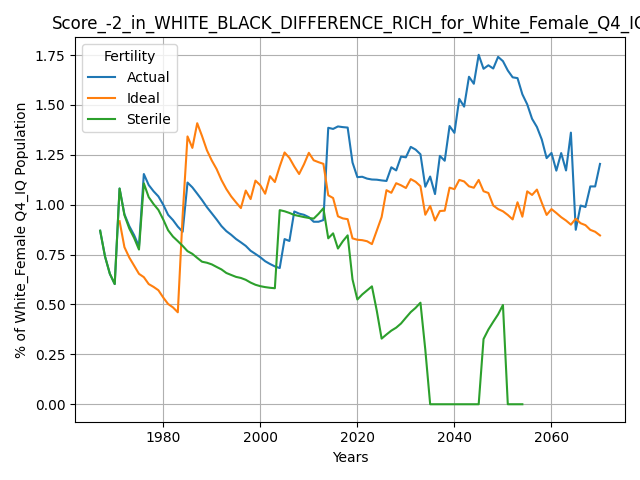 Score_-2_in_WHITE_BLACK_DIFFERENCE_RICH_for_White_Female_Q4_IQ
Fertility
Actual
Ideal
Sterile
% of White_Female Q4_IQ Population
1.75
1.50
1.25
1.00
0.75
0.50
0.25
0.00
1980 2000 2020 2040 2060
Years